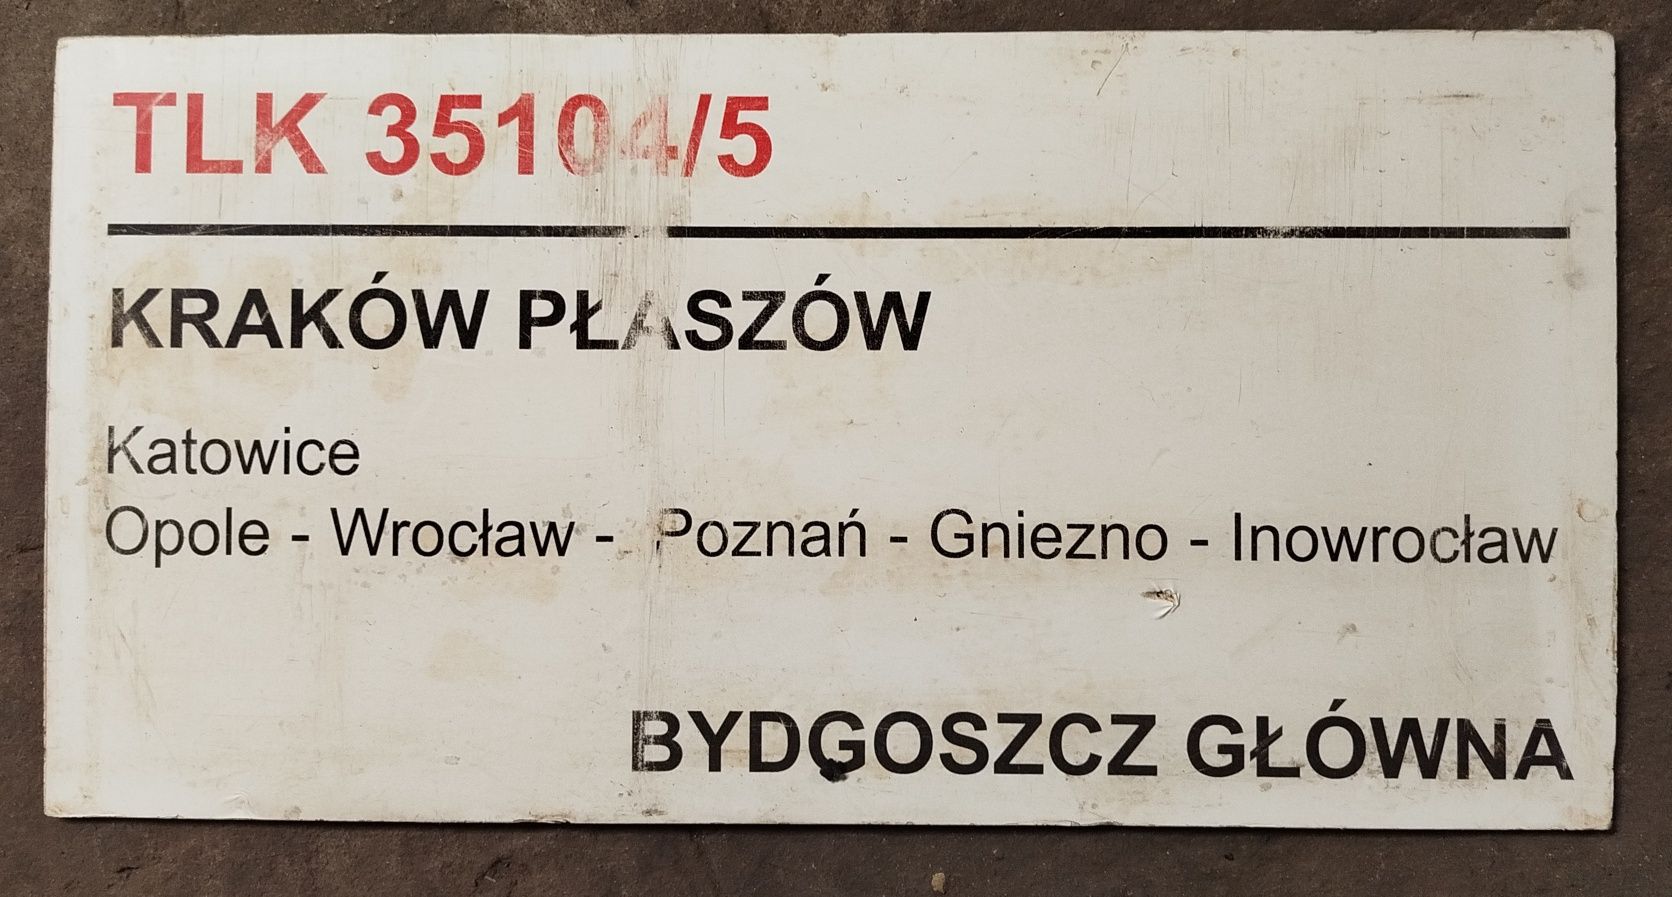 TLK 35104/5
KRAKÓW PŁASZÓW
Katowice
Opole - Wrocław - Poznań - Gniezno - Inowrocław
BYDGOSZCZ GŁÓWNA